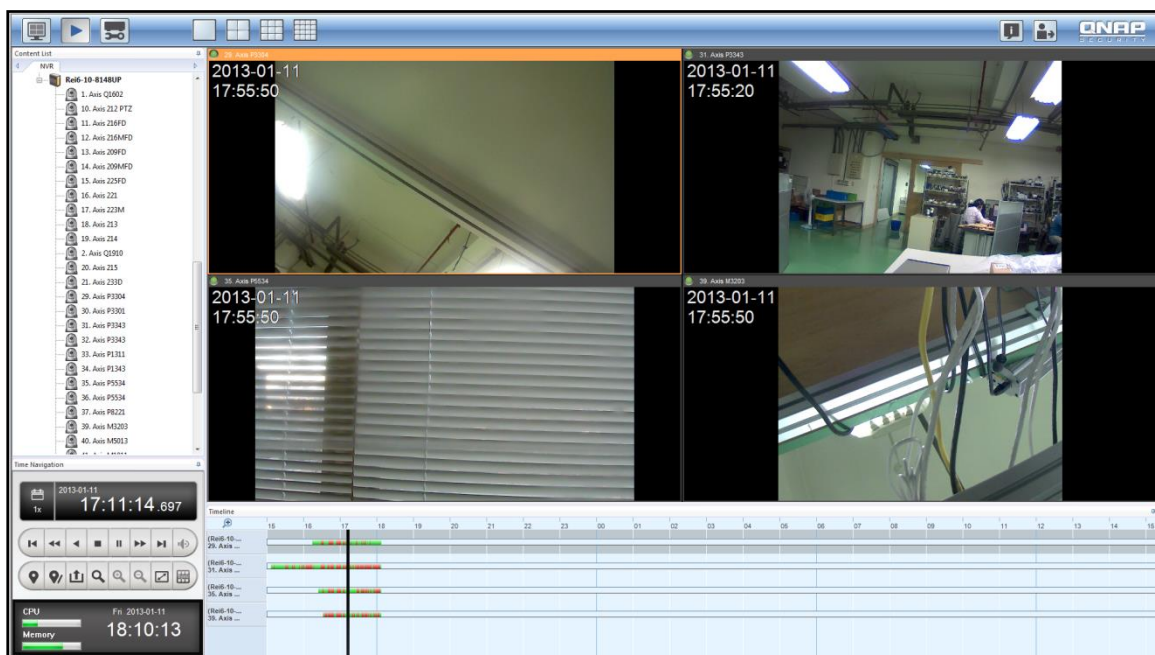 QNAP
SECURITY
Content List
NVR
Rei6-10-8148UP
1. Axis Q1602
10. Axis 212 PTZ
11. Axis 216FD
12. Axis 216MFD
13. Axis 209FD
14. Axis 209MFD
15. Axis 225FD
16. Axis 221
17. Axis 223M
18. Axis 213
19. Axis 214
2. Axis Q1910
20. Axis 215
21. Axis 233D
29. Axis P3304
30. Axis P3301
31. Axis P3343
32. Axis P3343
33. Axis P1311
34. Axis P1343
35. Axis P5534
36. Axis P5534
37. Axis P8221
39. Axis M3203
40. Axis M5013
29. Axis P3304
2013-01-11
17:55:50
31. Axis P3343
2013-01-11
17:55:20
35. Axis P5534
2013-01-11
17:55:50
39. Axis M3203
2013-01-11
17:55:50
Time Navigation
2013-01-11
1x
17:11:14.697
CPU
Memory
Fri 2013-01-11
18:10:13
Timeline
15 16 17 18 19 20 21 22 23 00 01 02 03 04 05 06 07 08 09 10 11 12 13 14
(Rei6-10-...
29. Axis ...
(Rei6-10-...
31. Axis ...
(Rei6-10-...
35. Axis ...
(Rei6-10-...
39. Axis ...